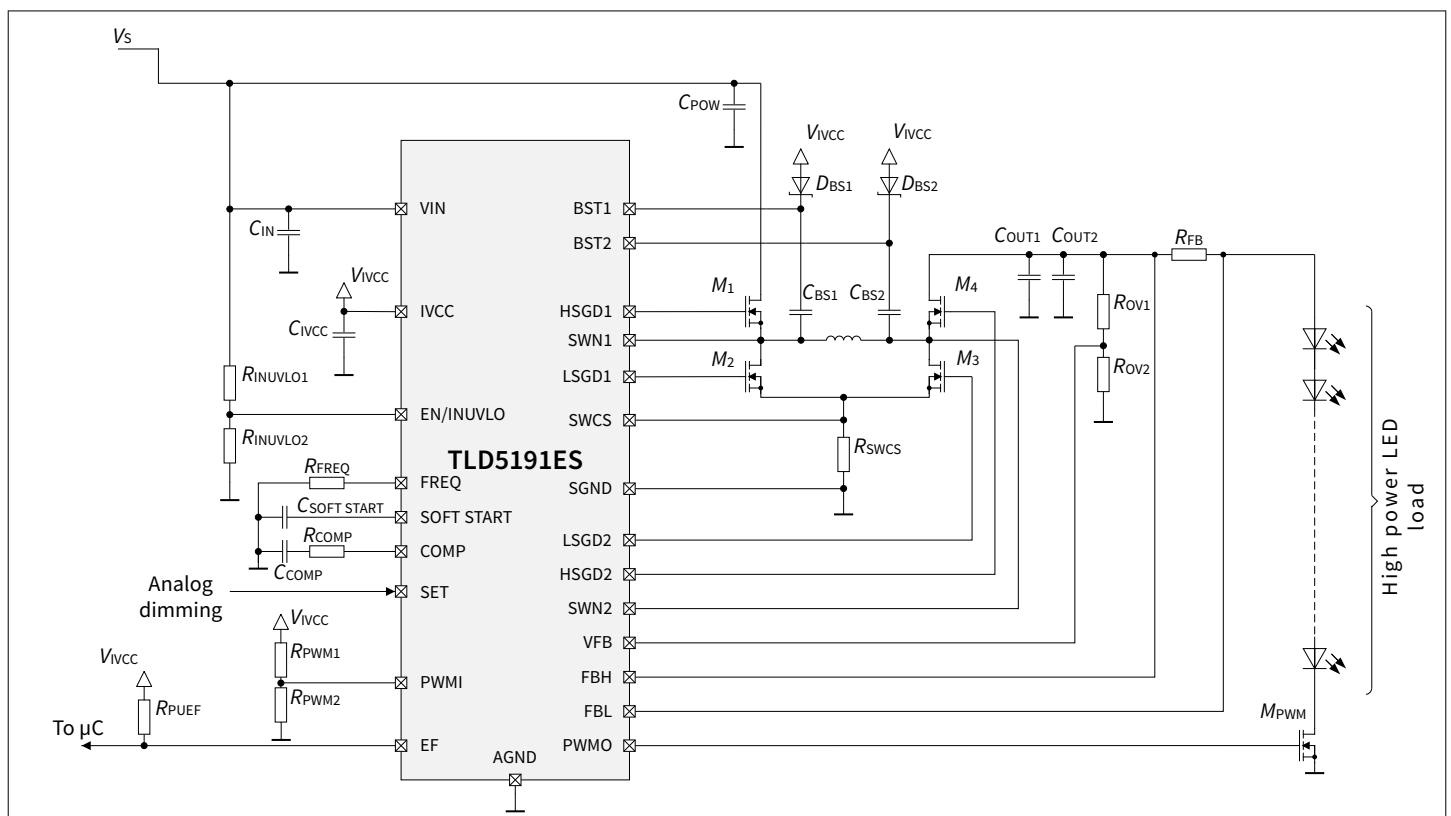 VS
CPOW
VIVCC
VIVCC
DBS1
DBS2
VIN
BST1
CIN
BST2
COUT1
COUT2
RFB
VIVCC
M1
CBS1
CBS2
M4
IVCC
HSGD1
ROV1
CIVCC
SWN1
M2
M3
RINUVLO1
LSGD1
ROV2
EN/INUVLO
SWCS
RINUVLO2
TLD5191ES
RSWCS
RFREQ
FREQ
SGND
CSOFT START
SOFT START
RCOMP
COMP
LSGD2
CCOMP
HSGD2
Analog
dimming
SET
SWN2
VIVCC
RPWM1
VFB
VIVCC
PWMI
FBH
RPWM2
RPUEF
FBL
MPWM
To µC
EF
PWMO
AGND
High power LED
load